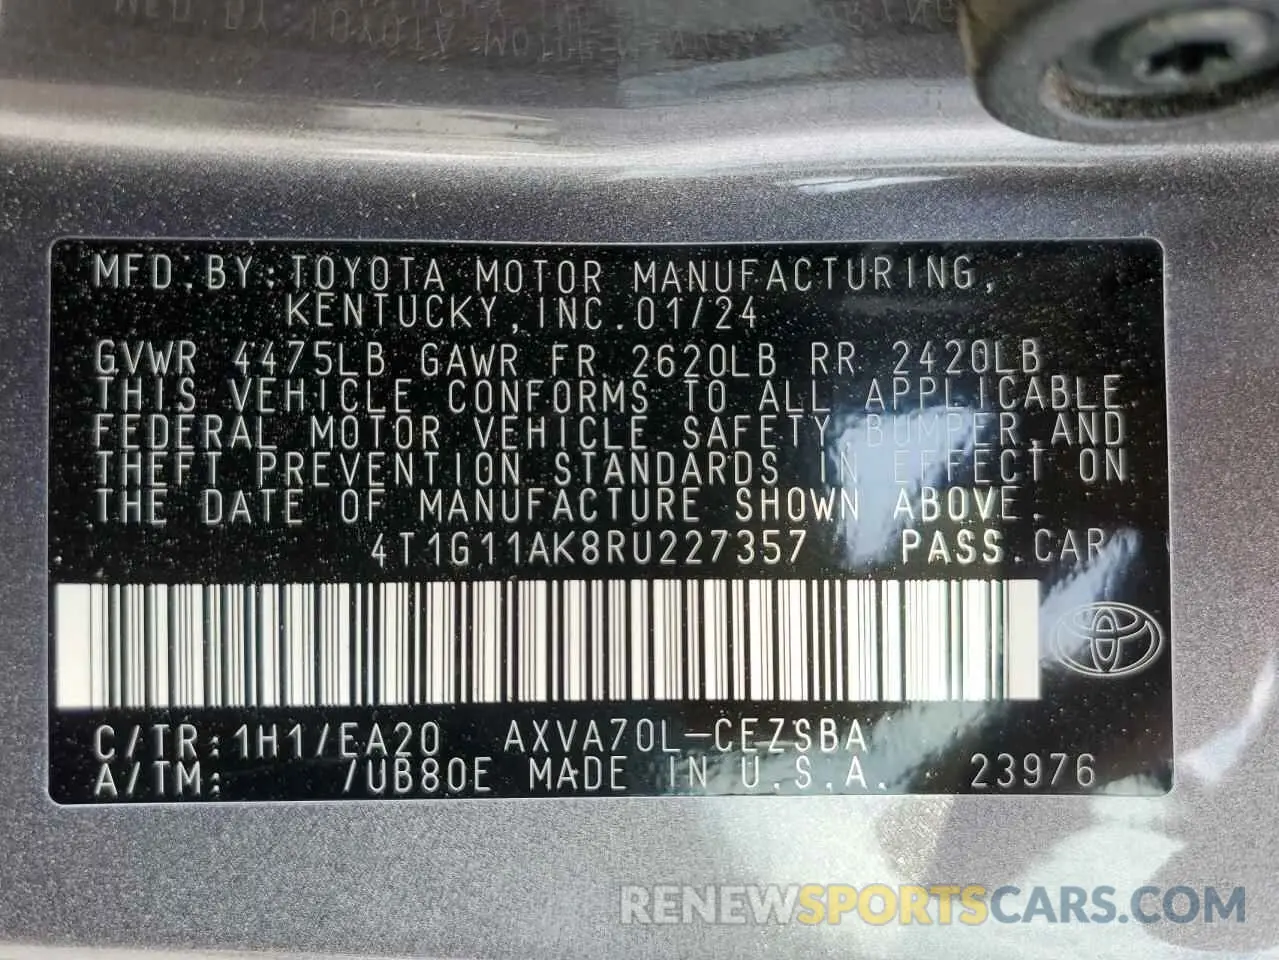 MFD.BY:TOYOTA MOTOR MANUFACTURING,
KENTUCKY,INC.01/24
GVWR 4475LB GAWR FR 2620LB RR 2420LB
THIS VEHICLE CONFORMS TO ALL APPLICABLE
FEDERAL MOTOR VEHICLE SAFETY,BUMPER,AND
THEFT PREVENTION STANDARDS IN EFFECT ON
THE DATE OF MANUFACTURE SHOWN ABOVE.
4T1G11AK8RU227357 PASS.CAR
C/TR:1H1/EA20 AXVA70L-CEZSBA
A/TM: /UB80E MADE IN U.S.A. 23976
RENEWSPORTSCARS.COM